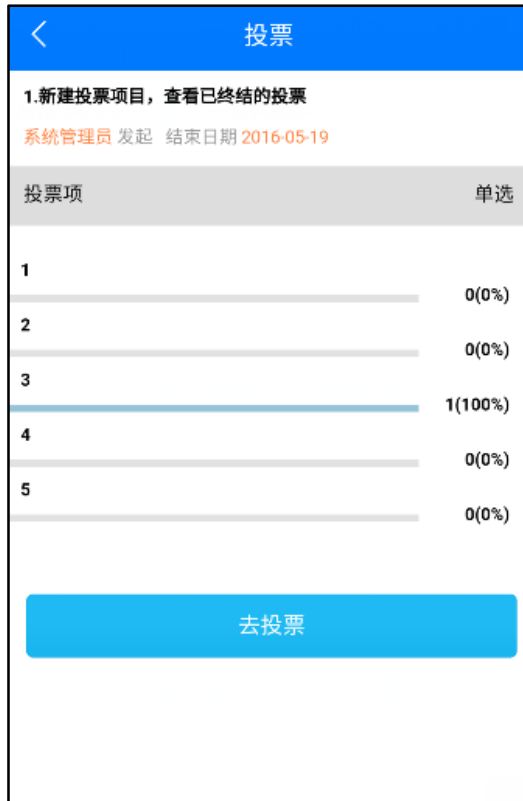 投票
1.新建投票项目，查看已终结的投票
系统管理员 发起 结束日期 2016-05-19
投票项 单选
1
0(0%)
2
0(0%)
3
1(100%)
4
0(0%)
5
0(0%)
去投票